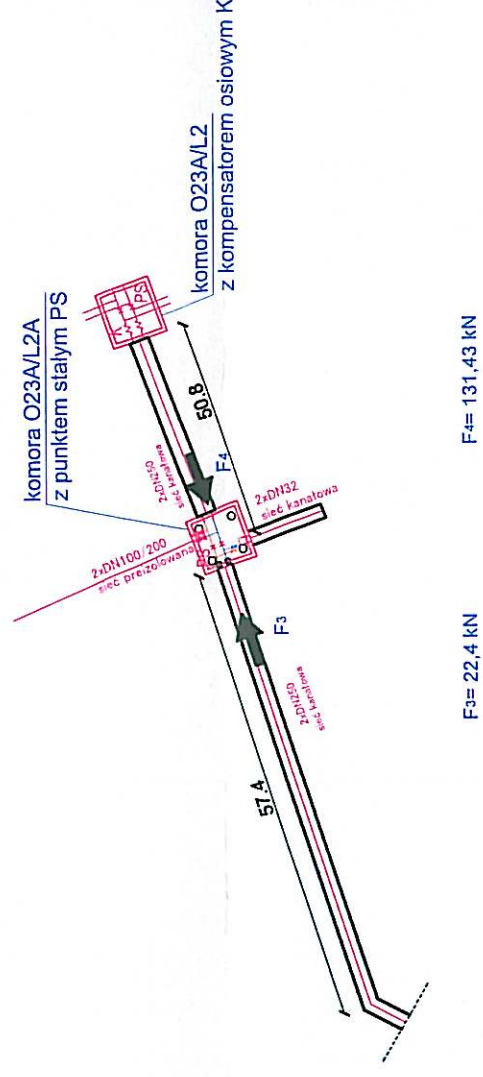 komora O23A/L2A
z punktem stałym PS
komora O23A/L2
z kompensatorem osiowym K
PS
50.8
2xDN250
sieć kanałowa
F4
2xDN100/200
sieć preizolowana
2xDN32
sieć kanałowa
F3
2xDN250
sieć kanałowa
57.4
F3= 22,4 kN
F4= 131,43 kN